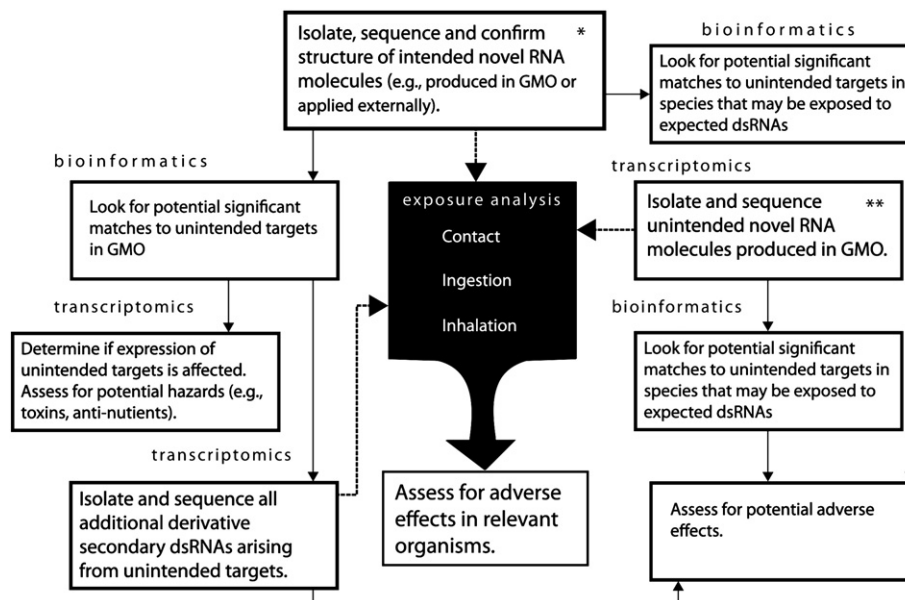 Isolate, sequence and confirm *
structure of intended novel RNA
molecules (e.g., produced in GMO or
applied externally).
bioinformatics
Look for potential significant
matches to unintended targets in
species that may be exposed to
expected dsRNAs
bioinformatics
Look for potential significant
matches to unintended targets
in GMO
exposure analysis
Contact
Ingestion
Inhalation
transcriptomics
Isolate and sequence **
unintended novel RNA
molecules produced in GMO.
transcriptomics
Determine if expression of
unintended targets is affected.
Assess for potential hazards (e.g.,
toxins, anti-nutients).
bioinformatics
Look for potential significant
matches to unintended targets in
species that may be exposed to
expected dsRNAs
transcriptomics
Isolate and sequence all
additional derivative
secondary dsRNAs arising
from unintended targets.
Assess for adverse
effects in relevant
organisms.
Assess for potential adverse
effects.